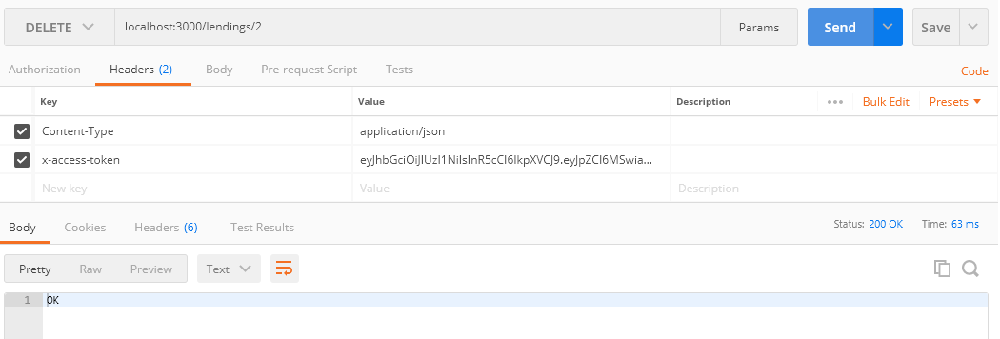 DELETE localhost:3000/lendings/2 Params Send Save
Authorization Headers (2) Body Pre-request Script Tests Code
Key Value Description ••• Bulk Edit Presets
Content-Type application/json
x-access-token eyJhbGciOiJIUzI1NiIsInR5cCI6IkpXVCJ9.eyJpZCI6MSwia...
New key Value Description
Body Cookies Headers (6) Test Results Status: 200 OK Time: 63 ms
Pretty Raw Preview Text
1 OK